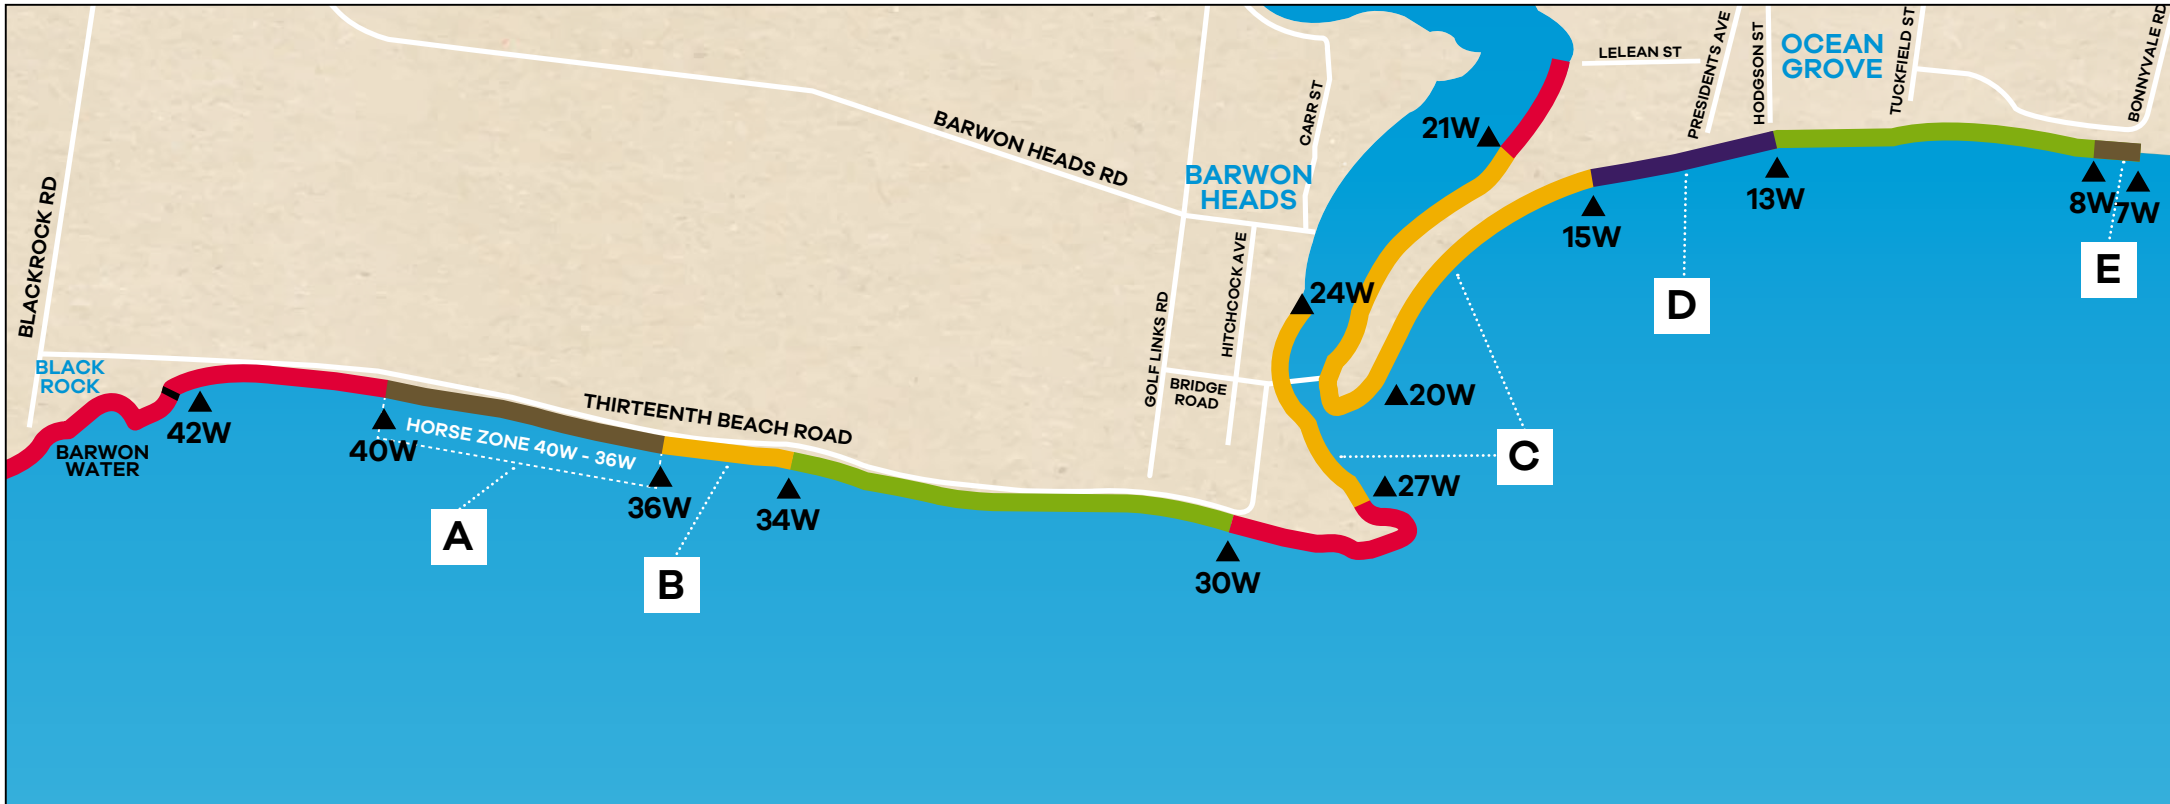 BLACKROCK RD
BLACK
ROCK
BARWON
WATER
42W
40W
HORSE ZONE 40W - 36W
36W
A
B
THIRTEENTH BEACH ROAD
34W
BARWON HEADS RD
BARWON
HEADS
GOLF LINKS RD
HITCHCOCK AVE
BRIDGE
ROAD
CARR ST
30W
21W
24W
20W
27W
C
LELEAN ST
PRESIDENTS AVE
HODGSON ST
OCEAN
GROVE
TUCKFIELD ST
BONNYVALE RD
15W
13W
D
8W
7W
E